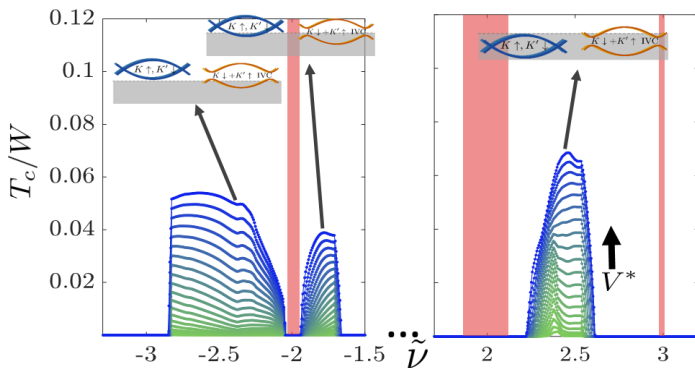 0.12
0.1
0.08
0.06
0.04
0.02
T_c/W
K ↑, K′ ↓
K ↓+K′ ↑ IVC
K ↑, K′
K ↓+K′ ↑ IVC
K ↑, K′ ↓
K ↓+K′ ↑ IVC
V*
-3 -2.5 -2 -1.5 ... 2 2.5 3
ν̃